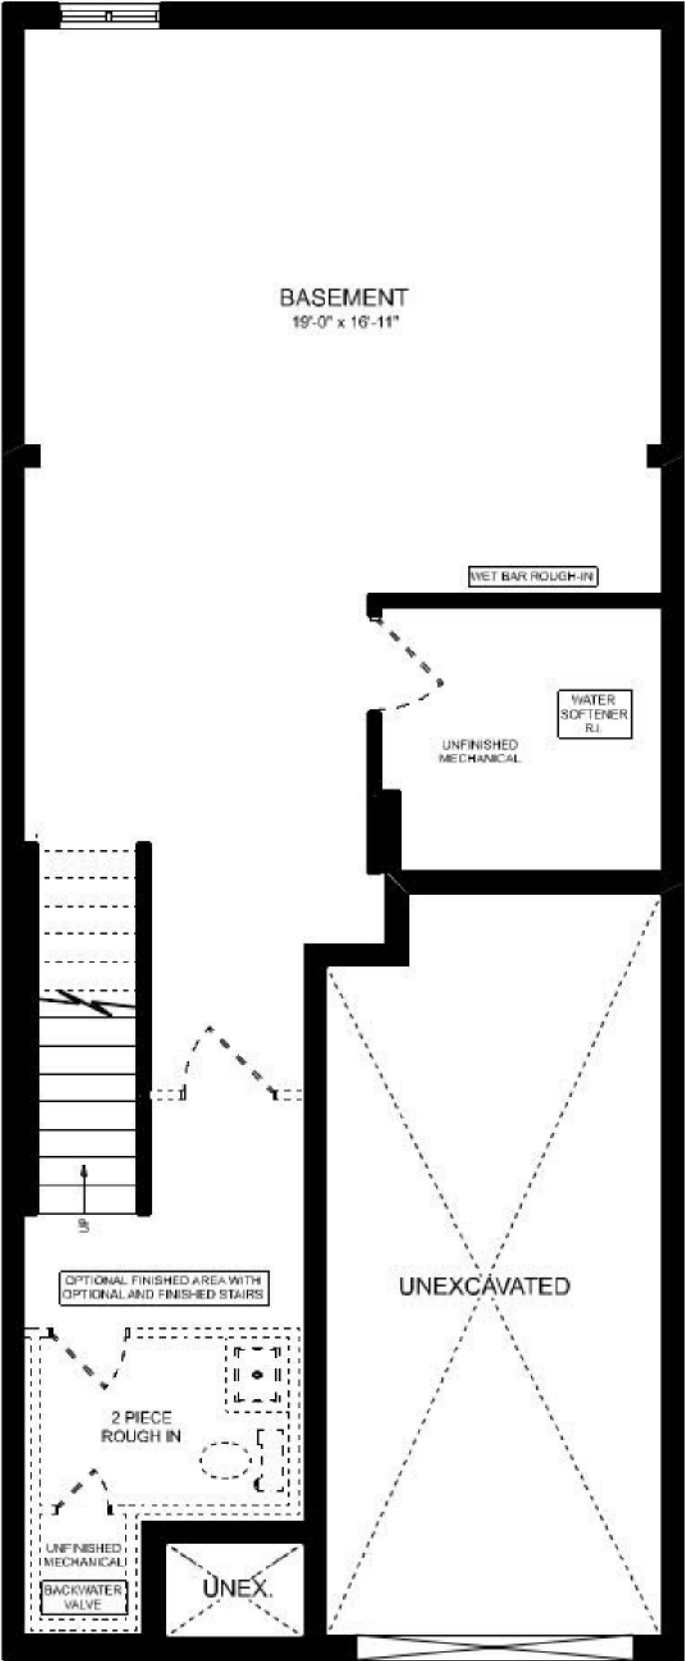 BASEMENT
19'-0" x 16'-11"
WET BAR ROUGH-IN
WATER
SOFTENER
R.I.
UNFINISHED
MECHANICAL
UP
OPTIONAL FINISHED AREA WITH
OPTIONAL AND FINISHED STAIRS
UNEXCAVATED
2 PIECE
ROUGH IN
UNFINISHED
MECHANICAL
BACKWATER
VALVE
UNEX.